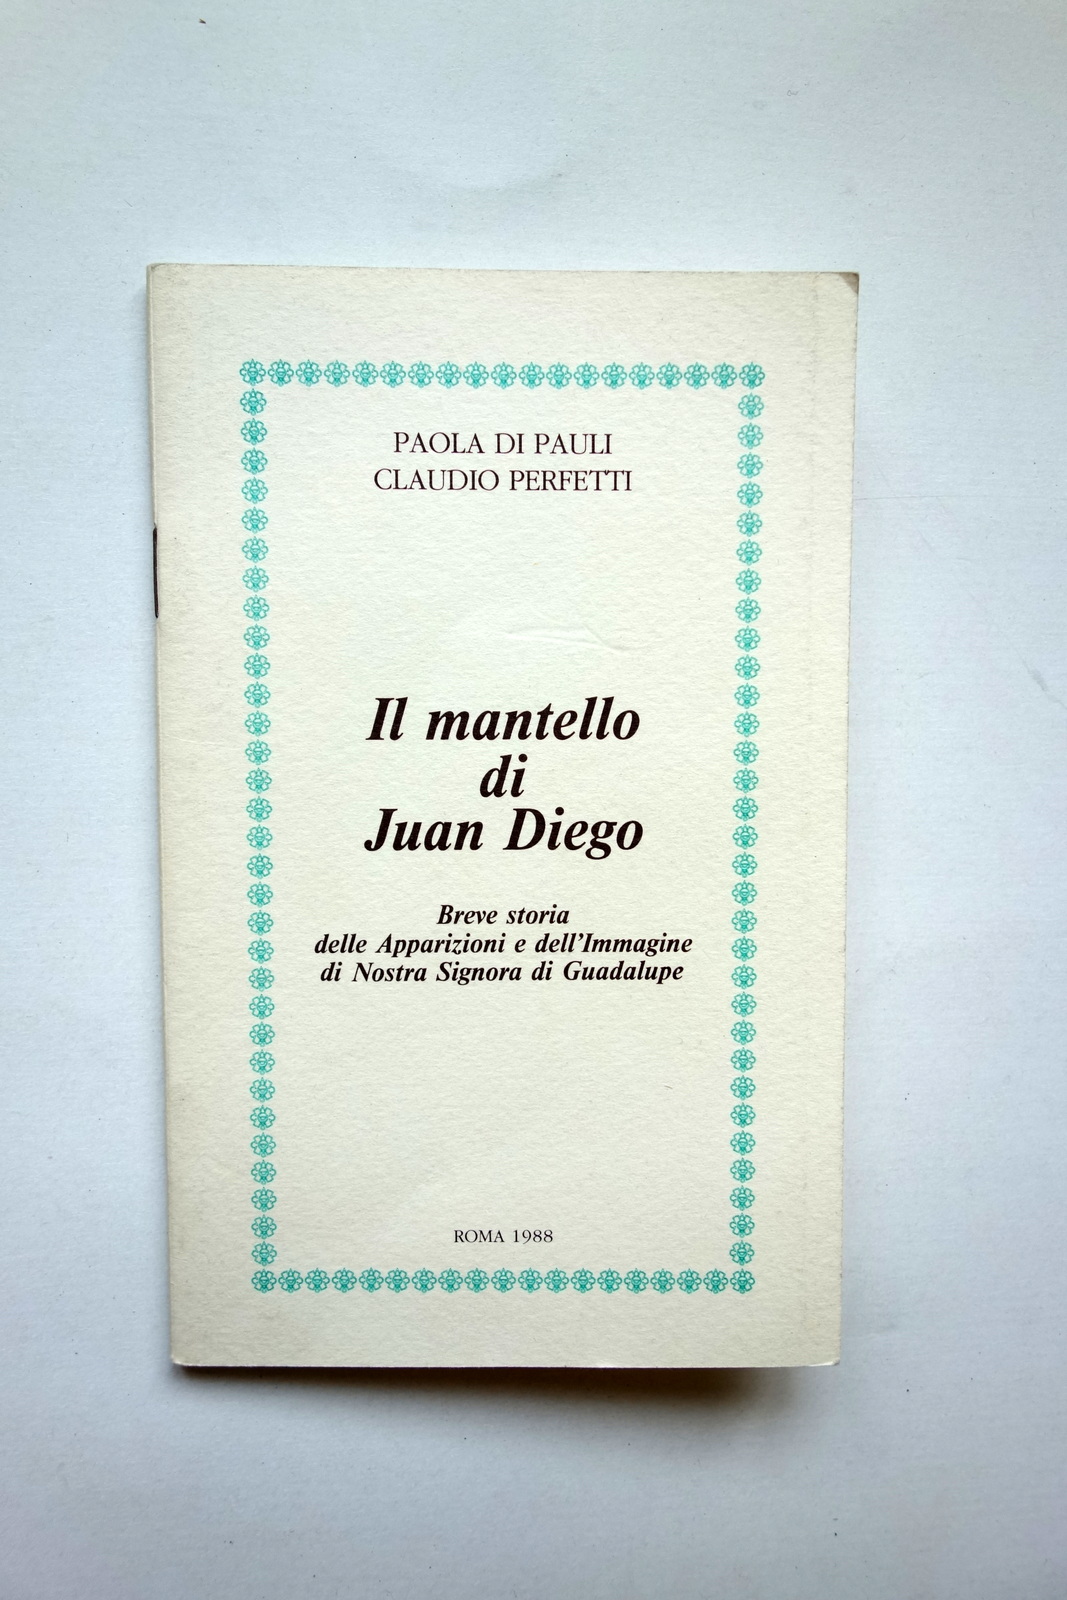 PAOLA DI PAULI
CLAUDIO PERFETTI
Il mantello
di
Juan Diego
Breve storia
delle Apparizioni e dell'Immagine
di Nostra Signora di Guadalupe
ROMA 1988